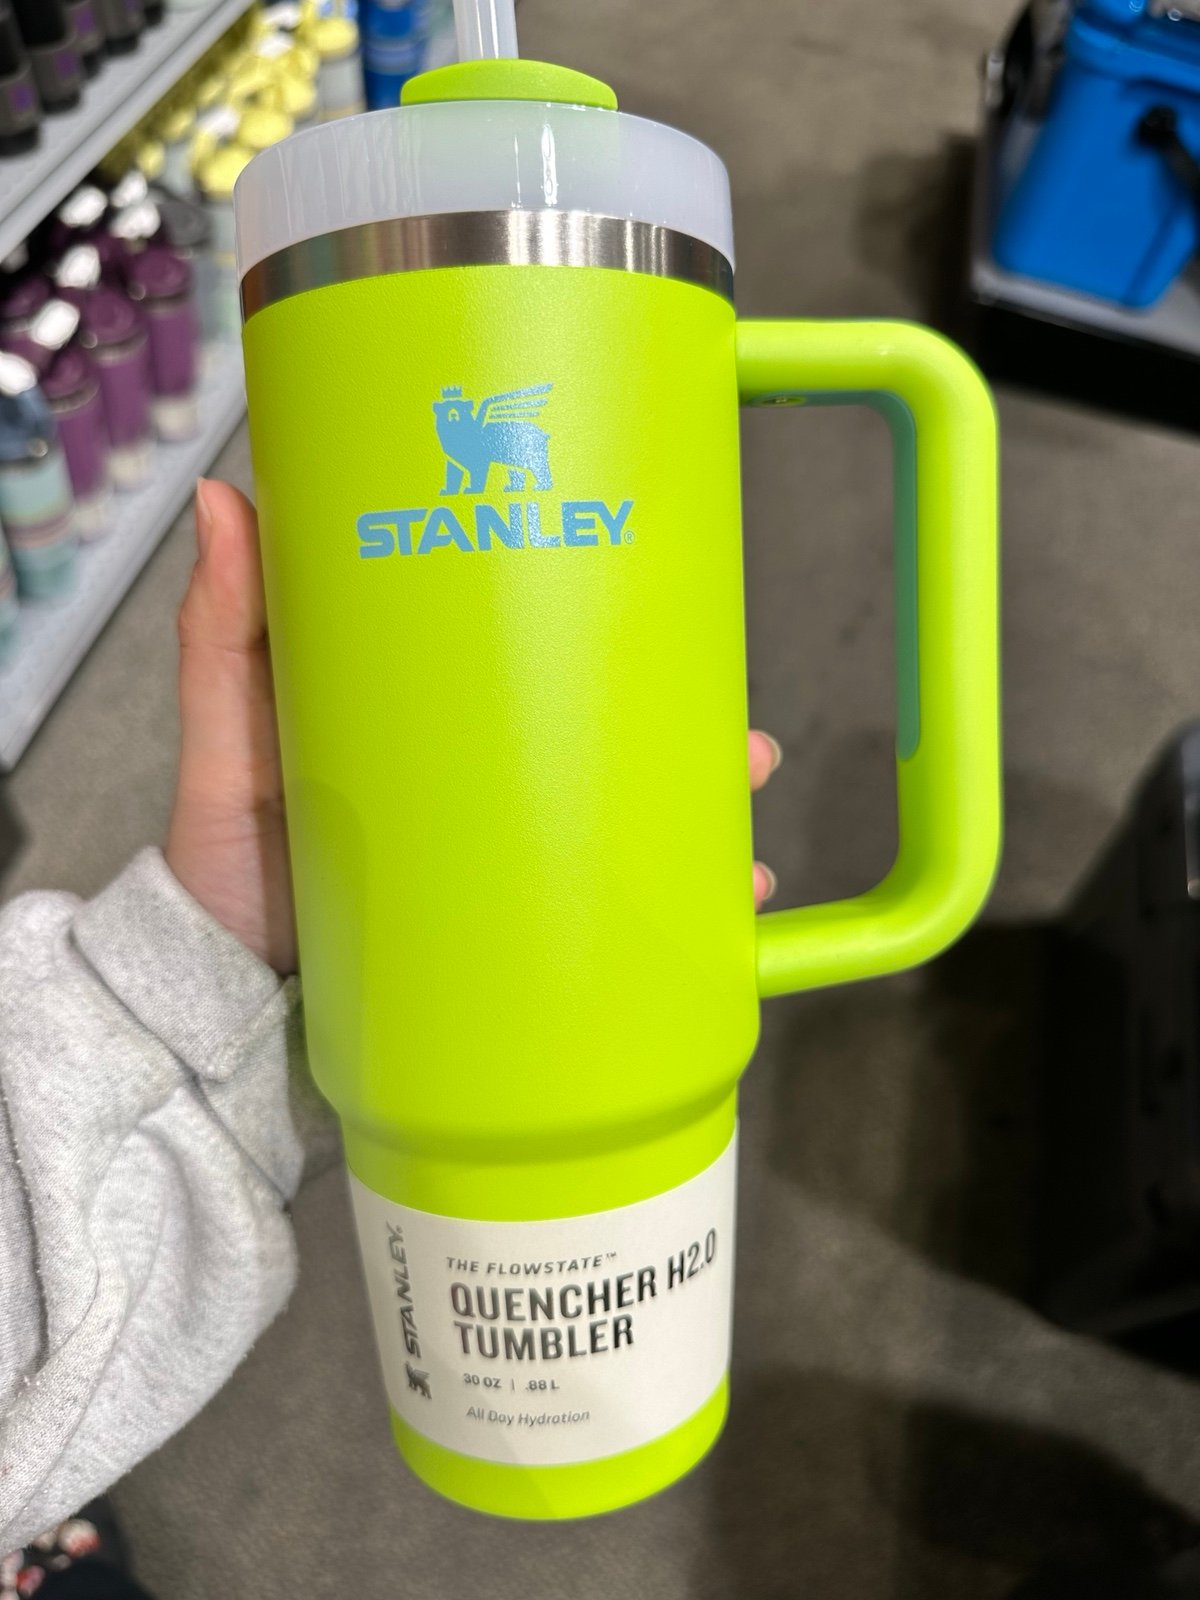 STANLEY®
STANLEY®
THE FLOWSTATE™
QUENCHER H2.0
TUMBLER
30 OZ | .88 L
All Day Hydration